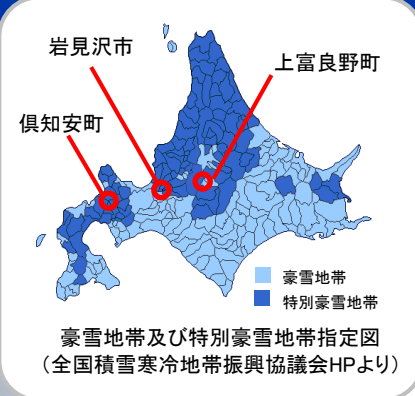 岩見沢市
上富良野町
倶知安町
豪雪地帯
特別豪雪地帯
豪雪地帯及び特別豪雪地帯指定図
(全国積雪寒冷地帯振興協議会HPより)